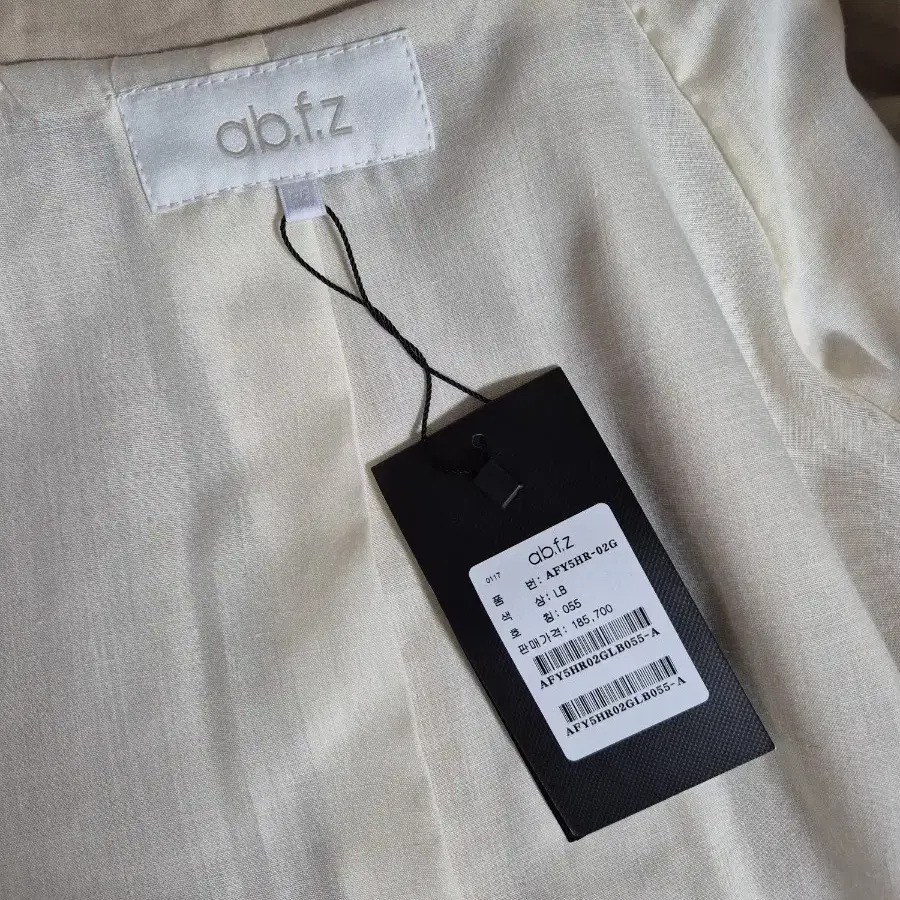 ab.f.z
ab.f.z
0117
품 번: AFY5HR-02G
색 상: LB
호 칭: 055
판매가격: 185,700
AFY5HR02GLB055-A
AFY5HR02GLB055-A